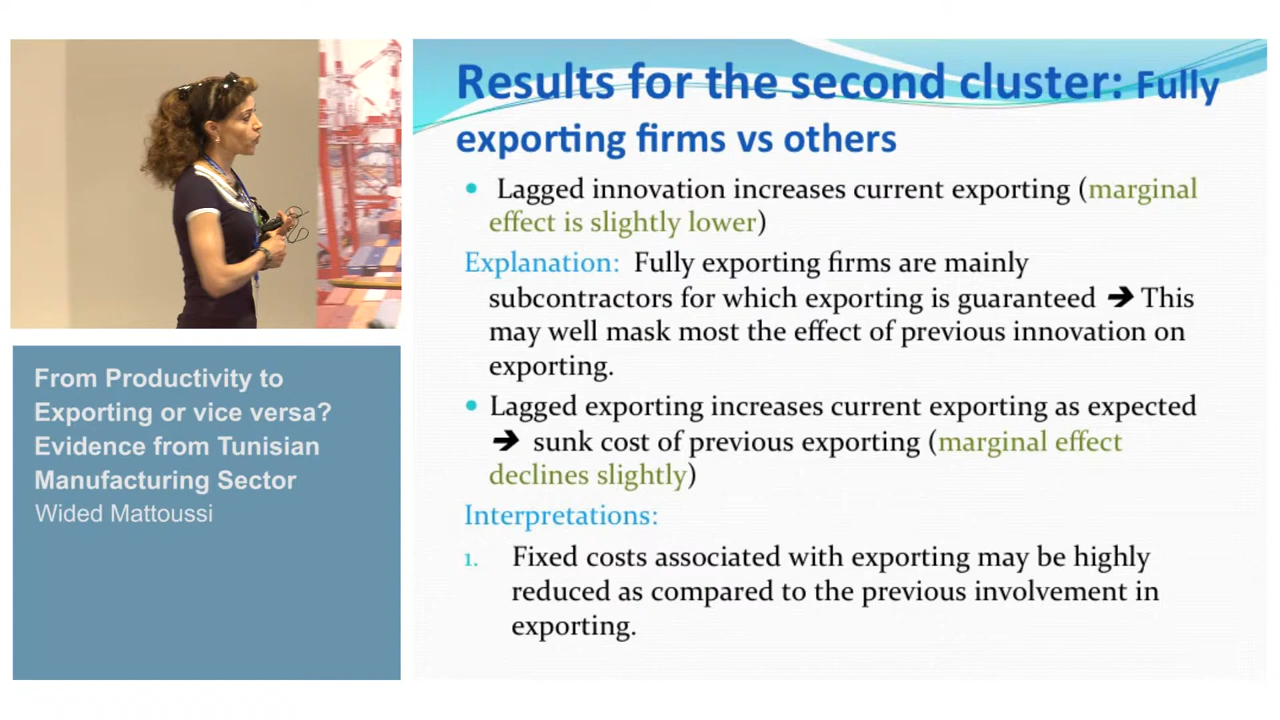 From Productivity to
Exporting or vice versa?
Evidence from Tunisian
Manufacturing Sector
Wided Mattoussi
Results for the second cluster: Fully
exporting firms vs others
• Lagged innovation increases current exporting (marginal
effect is slightly lower)
Explanation: Fully exporting firms are mainly
subcontractors for which exporting is guaranteed ➔ This
may well mask most the effect of previous innovation on
exporting.
• Lagged exporting increases current exporting as expected
➔ sunk cost of previous exporting (marginal effect
declines slightly)
Interpretations:
1. Fixed costs associated with exporting may be highly
reduced as compared to the previous involvement in
exporting.